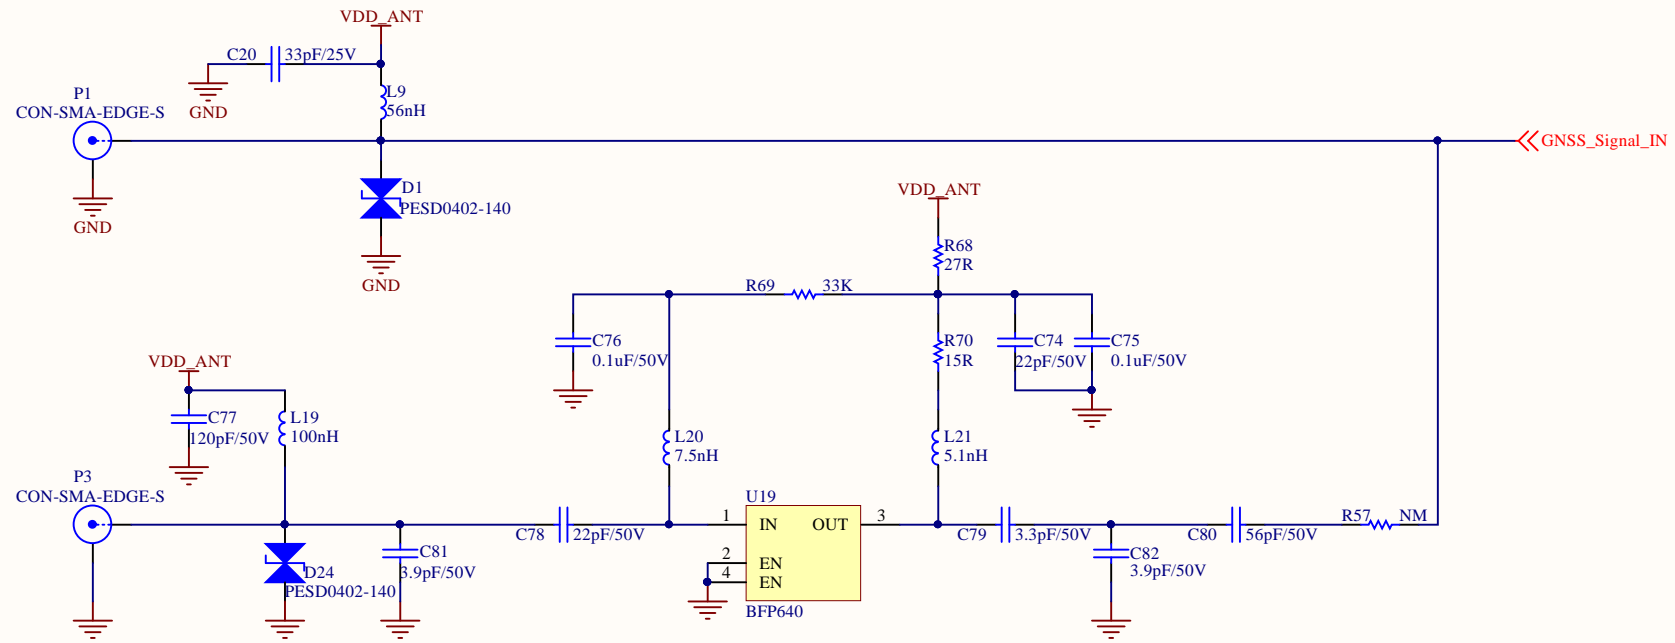 VDD_ANT
C20 33pF/25V
L9
56nH
P1
CON-SMA-EDGE-S
GND
GND
GNSS_Signal_IN
D1
PESD0402-140
GND
VDD_ANT
R68
27R
R69 33K
C76
0.1uF/50V
R70
15R
C74
22pF/50V
C75
0.1uF/50V
VDD_ANT
C77
120pF/50V
L19
100nH
L20
7.5nH
L21
5.1nH
P3
CON-SMA-EDGE-S
U19
1 IN OUT 3
2 EN
4 EN
BFP640
C78 22pF/50V
C79 3.3pF/50V
C80 56pF/50V
R57 NM
D24
PESD0402-140
C81
3.9pF/50V
C82
3.9pF/50V